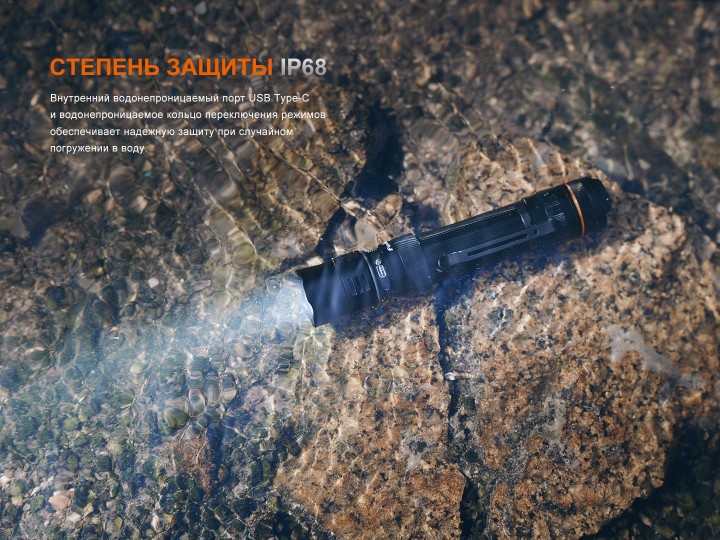 СТЕПЕНЬ ЗАЩИТЫ IP68
Внутренний водонепроницаемый порт USB Type-C
и водонепроницаемое кольцо переключения режимов
обеспечивает надежную защиту при случайном
погружении в воду